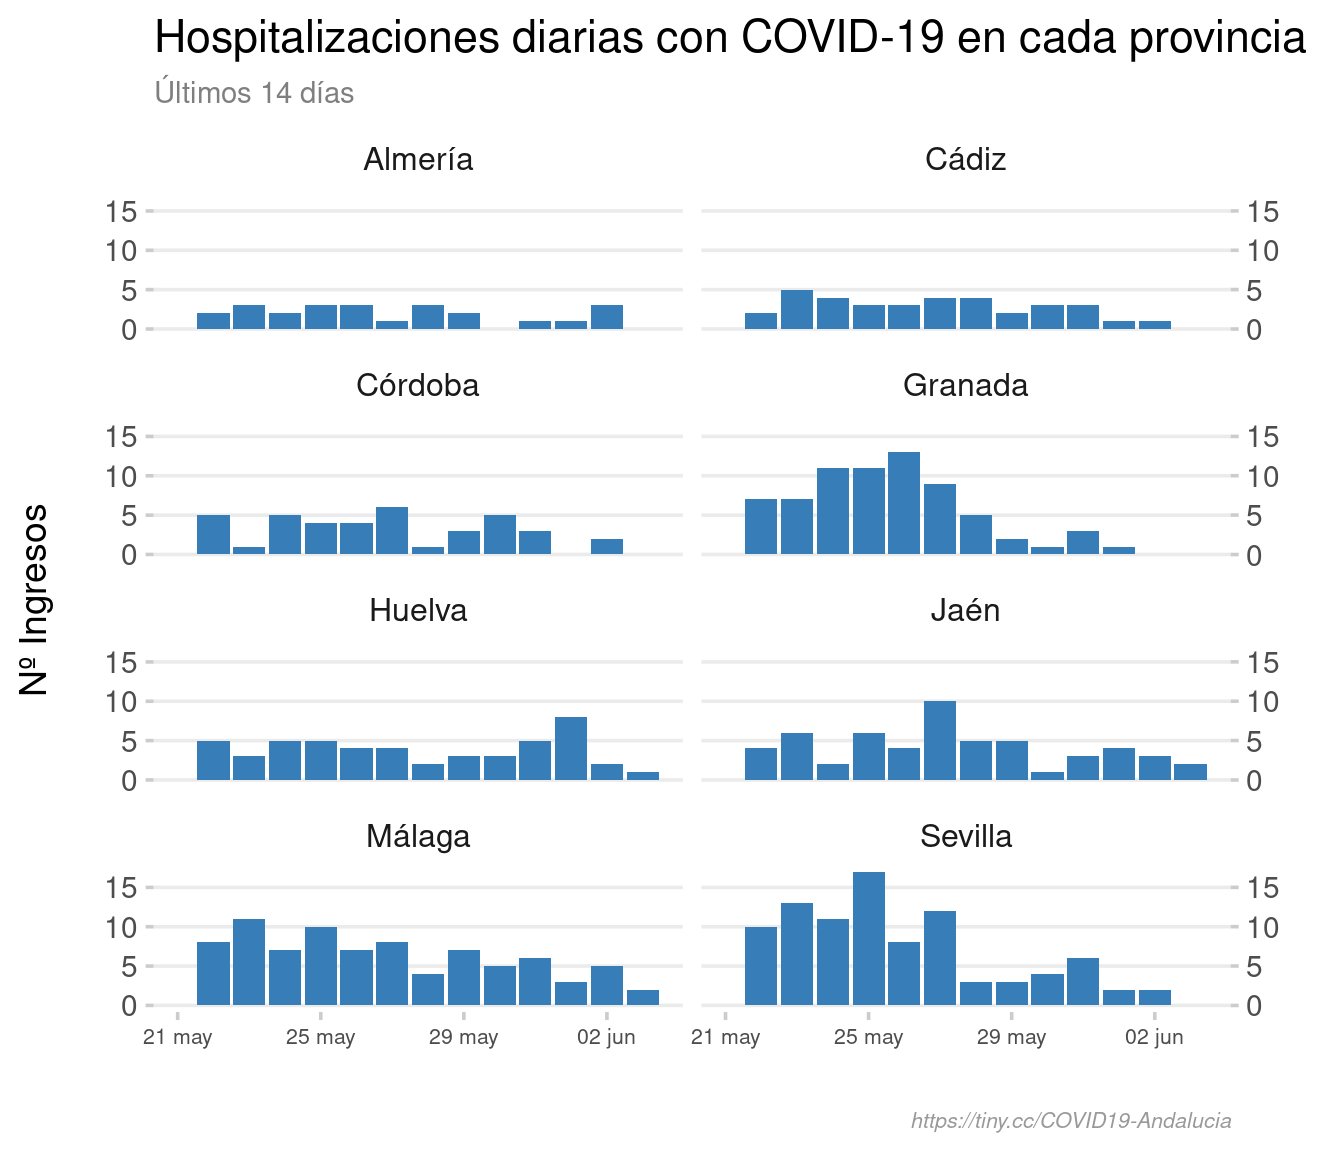 Hospitalizaciones diarias con COVID-19 en cada provincia
Últimos 14 días
Almería
Cádiz
15
10
5
0
15
10
5
0
Córdoba
Granada
15
10
5
0
15
10
5
0
Nº Ingresos
Huelva
Jaén
15
10
5
0
15
10
5
0
Málaga
Sevilla
15
10
5
0
15
10
5
0
21 may 25 may 29 may 02 jun
21 may 25 may 29 may 02 jun
https://tiny.cc/COVID19-Andalucia